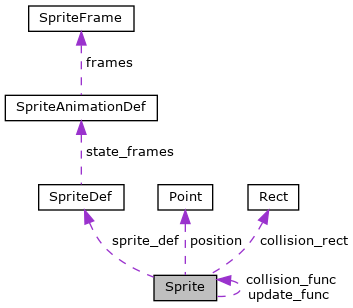 SpriteFrame
frames
SpriteAnimationDef
state_frames
SpriteDef
Point
Rect
sprite_def
position
collision_rect
Sprite
collision_func
update_func